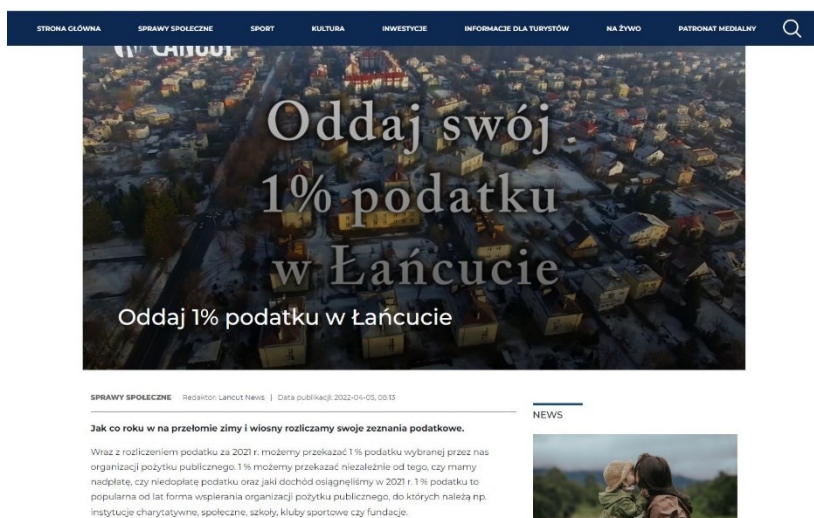 STRONA GŁÓWNA SPRAWY SPOŁECZNE SPORT KULTURA INWESTYCJE INFORMACJE DLA TURYSTÓW NA ŻYWO PATRONAT MEDIALNY
ŁAŃCUT
Oddaj swój
1% podatku
w Łańcucie
Oddaj 1% podatku w Łańcucie
SPRAWY SPOŁECZNE Redaktor: Lancut News | Data publikacji: 2022-04-05, 08:13
NEWS
Jak co roku w na przełomie zimy i wiosny rozliczamy swoje zeznania podatkowe.
Wraz z rozliczeniem podatku za 2021 r. możemy przekazać 1 % podatku wybranej przez nas
organizacji pożytku publicznego. 1 % możemy przekazać niezależnie od tego, czy mamy
nadpłatę, czy niedopłatę podatku oraz jaki dochód osiągnęliśmy w 2021 r. 1 % podatku to
popularna od lat forma wspierania organizacji pożytku publicznego, do których należą np.
instytucje charytatywne, społeczne, szkoły, kluby sportowe czy fundacje.